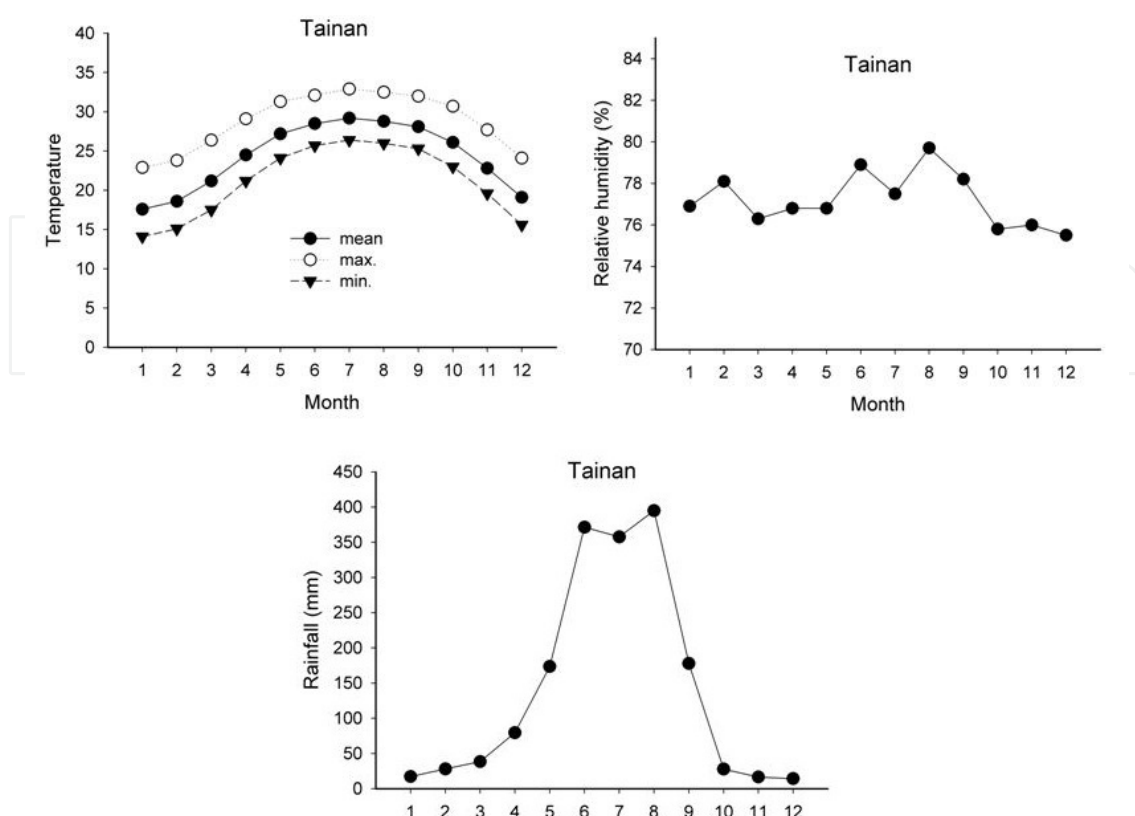 Tainan
40
35
30
25
20
15
10
5
0
Temperature
mean
max.
min.
1 2 3 4 5 6 7 8 9 10 11 12
Month
Tainan
84
82
80
78
76
74
72
70
Relative humidity (%)
1 2 3 4 5 6 7 8 9 10 11 12
Month
Tainan
450
400
350
300
250
200
150
100
50
0
Rainfall (mm)
1 2 3 4 5 6 7 8 9 10 11 12